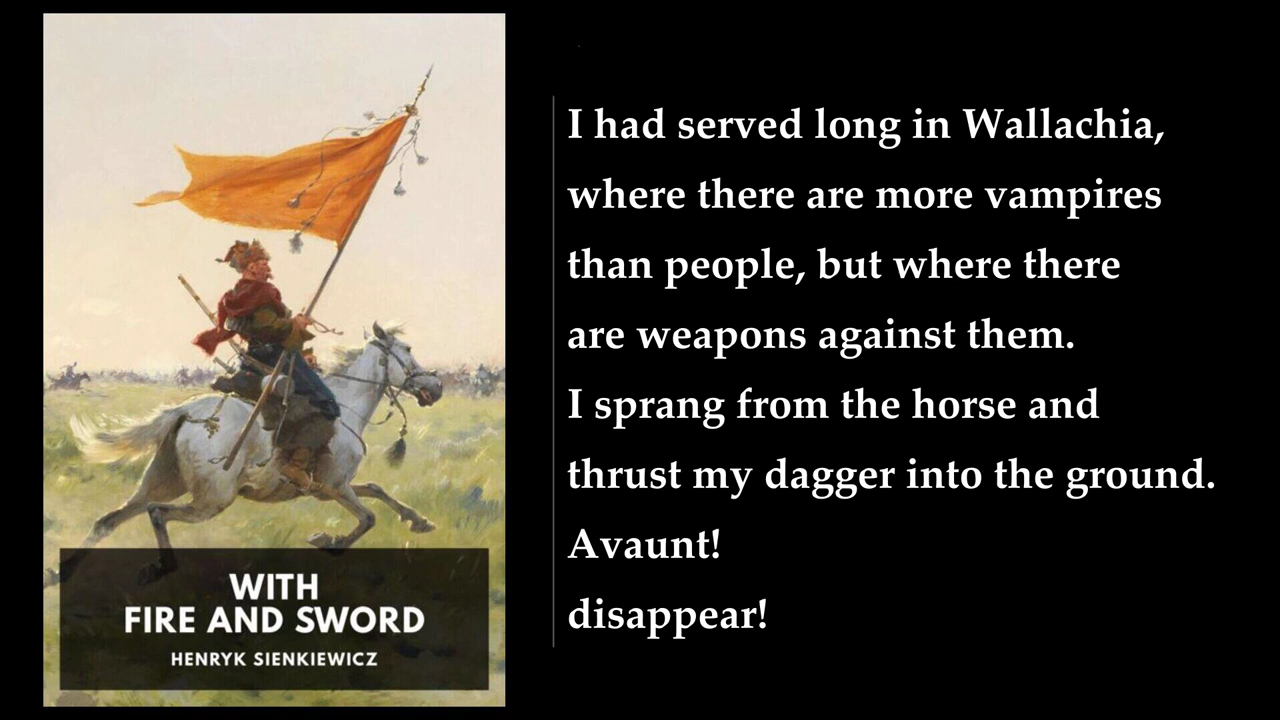 WITH
FIRE AND SWORD
HENRYK SIENKIEWICZ
I had served long in Wallachia,
where there are more vampires
than people, but where there
are weapons against them.
I sprang from the horse and
thrust my dagger into the ground.
Avaunt!
disappear!